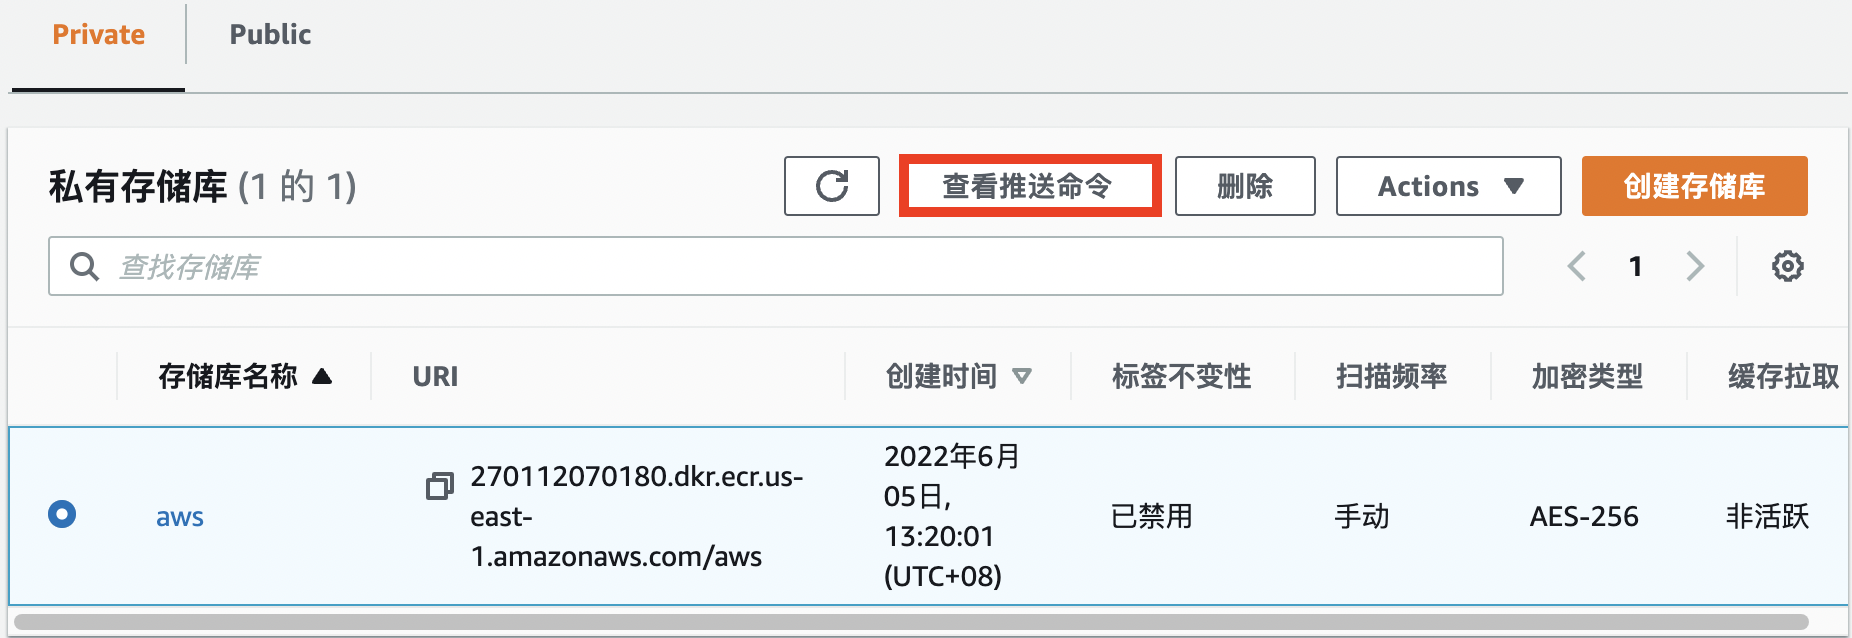 Private
Public
私有存储库 (1 的 1)
查看推送命令
删除
Actions
创建存储库
查找存储库
1
存储库名称
URI
创建时间
标签不变性
扫描频率
加密类型
缓存拉取
aws
270112070180.dkr.ecr.us-
east-
1.amazonaws.com/aws
2022年6月
05日,
13:20:01
(UTC+08)
已禁用
手动
AES-256
非活跃